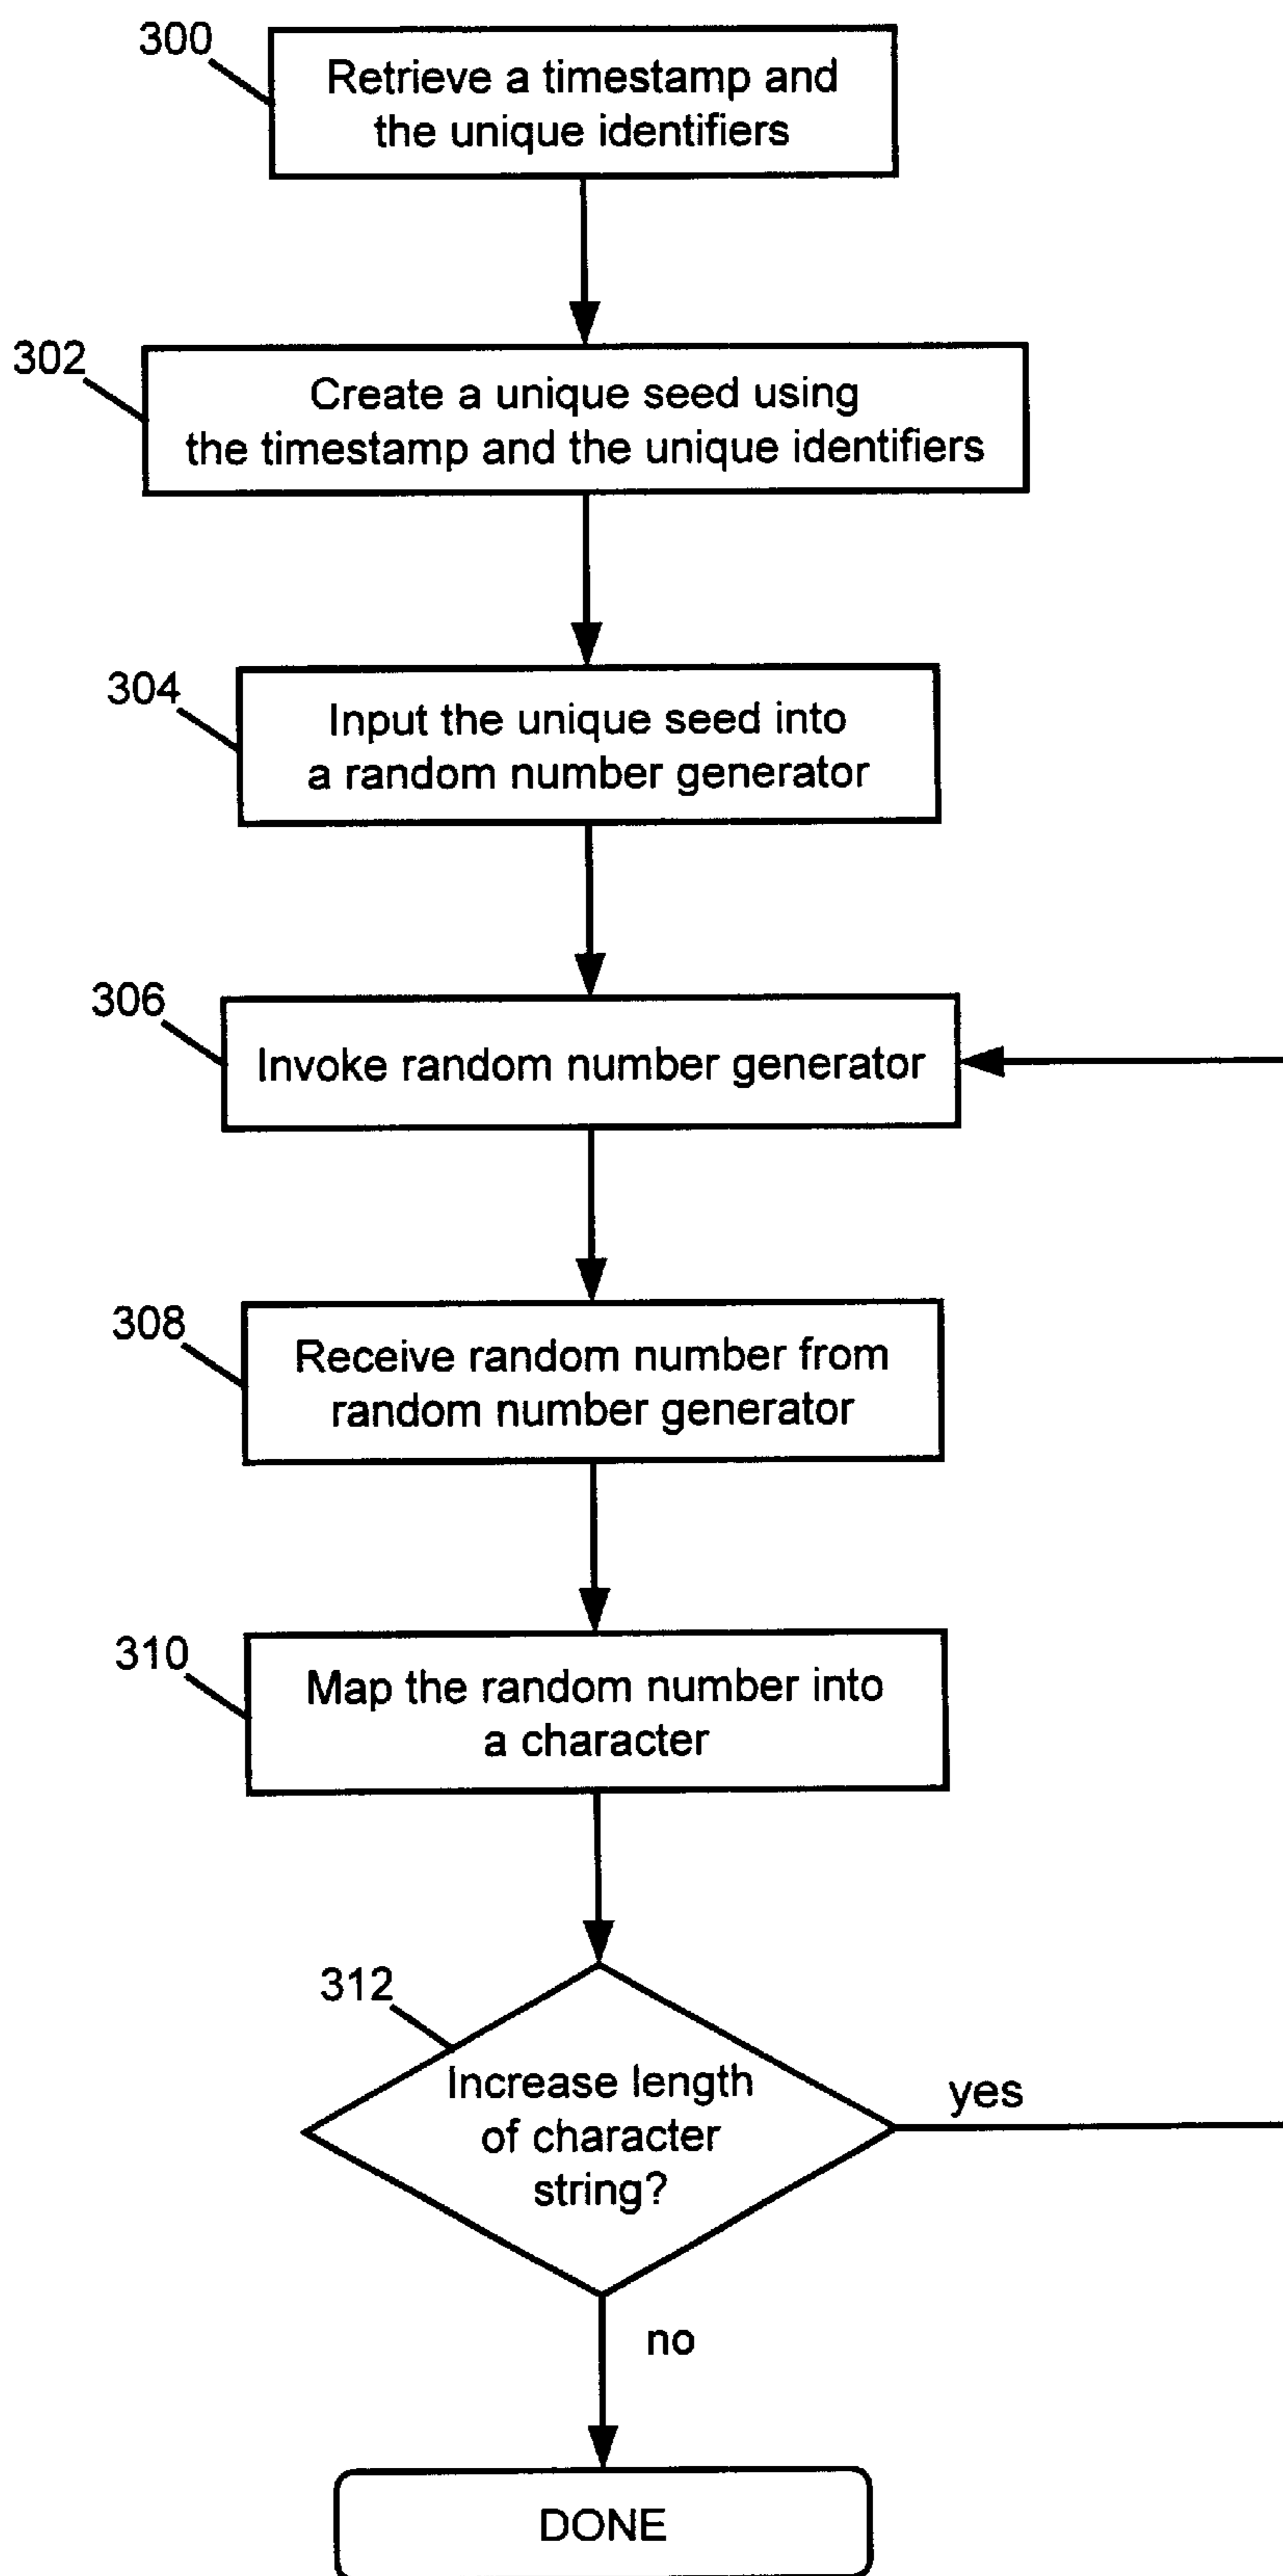 300
Retrieve a timestamp and
the unique identifiers
302
Create a unique seed using
the timestamp and the unique identifiers
304
Input the unique seed into
a random number generator
306
Invoke random number generator
308
Receive random number from
random number generator
310
Map the random number into
a character
312
Increase length
of character
string?
yes
no
DONE